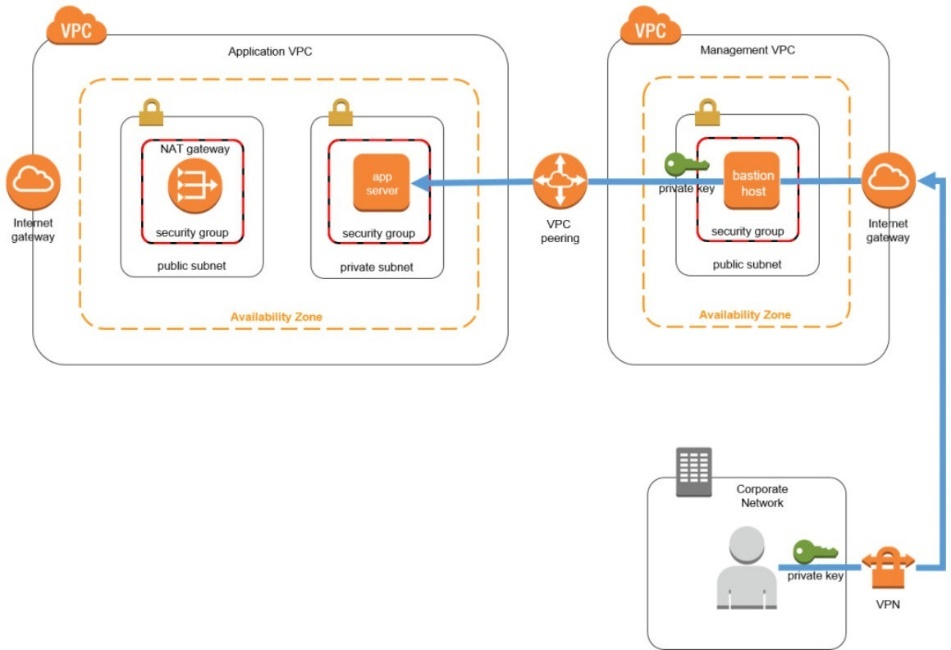 VPC
Application VPC
NAT gateway
security group
public subnet
app
server
security group
private subnet
Availability Zone
Internet
gateway
VPC
peering
VPC
Management VPC
private key
bastion
host
security group
public subnet
Availability Zone
Internet
gateway
Corporate
Network
private key
VPN